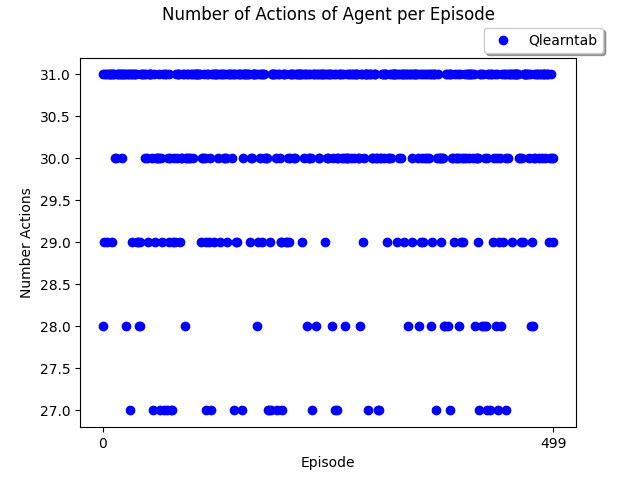 Number of Actions of Agent per Episode
Qlearntab
31.0
30.5
30.0
29.5
29.0
28.5
28.0
27.5
27.0
Number Actions
0 499
Episode